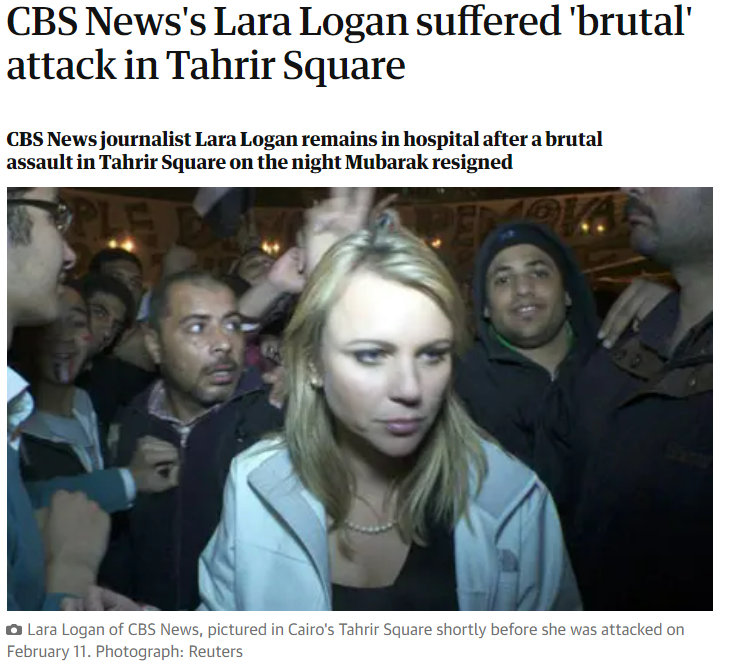 CBS News's Lara Logan suffered 'brutal'
attack in Tahrir Square
CBS News journalist Lara Logan remains in hospital after a brutal
assault in Tahrir Square on the night Mubarak resigned
Lara Logan of CBS News, pictured in Cairo's Tahrir Square shortly before she was attacked on
February 11. Photograph: Reuters